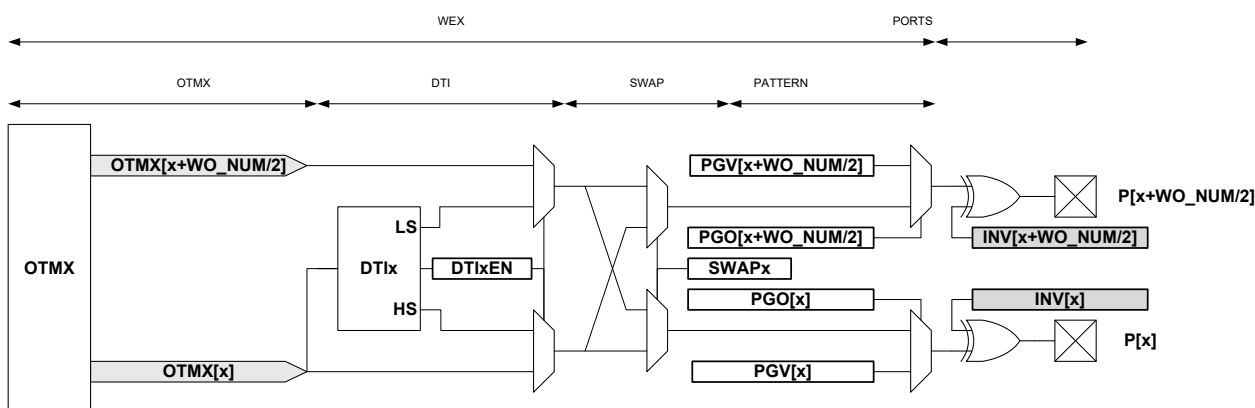 WEX
PORTS
OTMX
DTI
SWAP
PATTERN
OTMX[x+WO_NUM/2]
PGV[x+WO_NUM/2]
P[x+WO_NUM/2]
LS
PGO[x+WO_NUM/2]
INV[x+WO_NUM/2]
OTMX
DTIx
DTIxEN
SWAPx
HS
PGO[x]
INV[x]
P[x]
OTMX[x]
PGV[x]